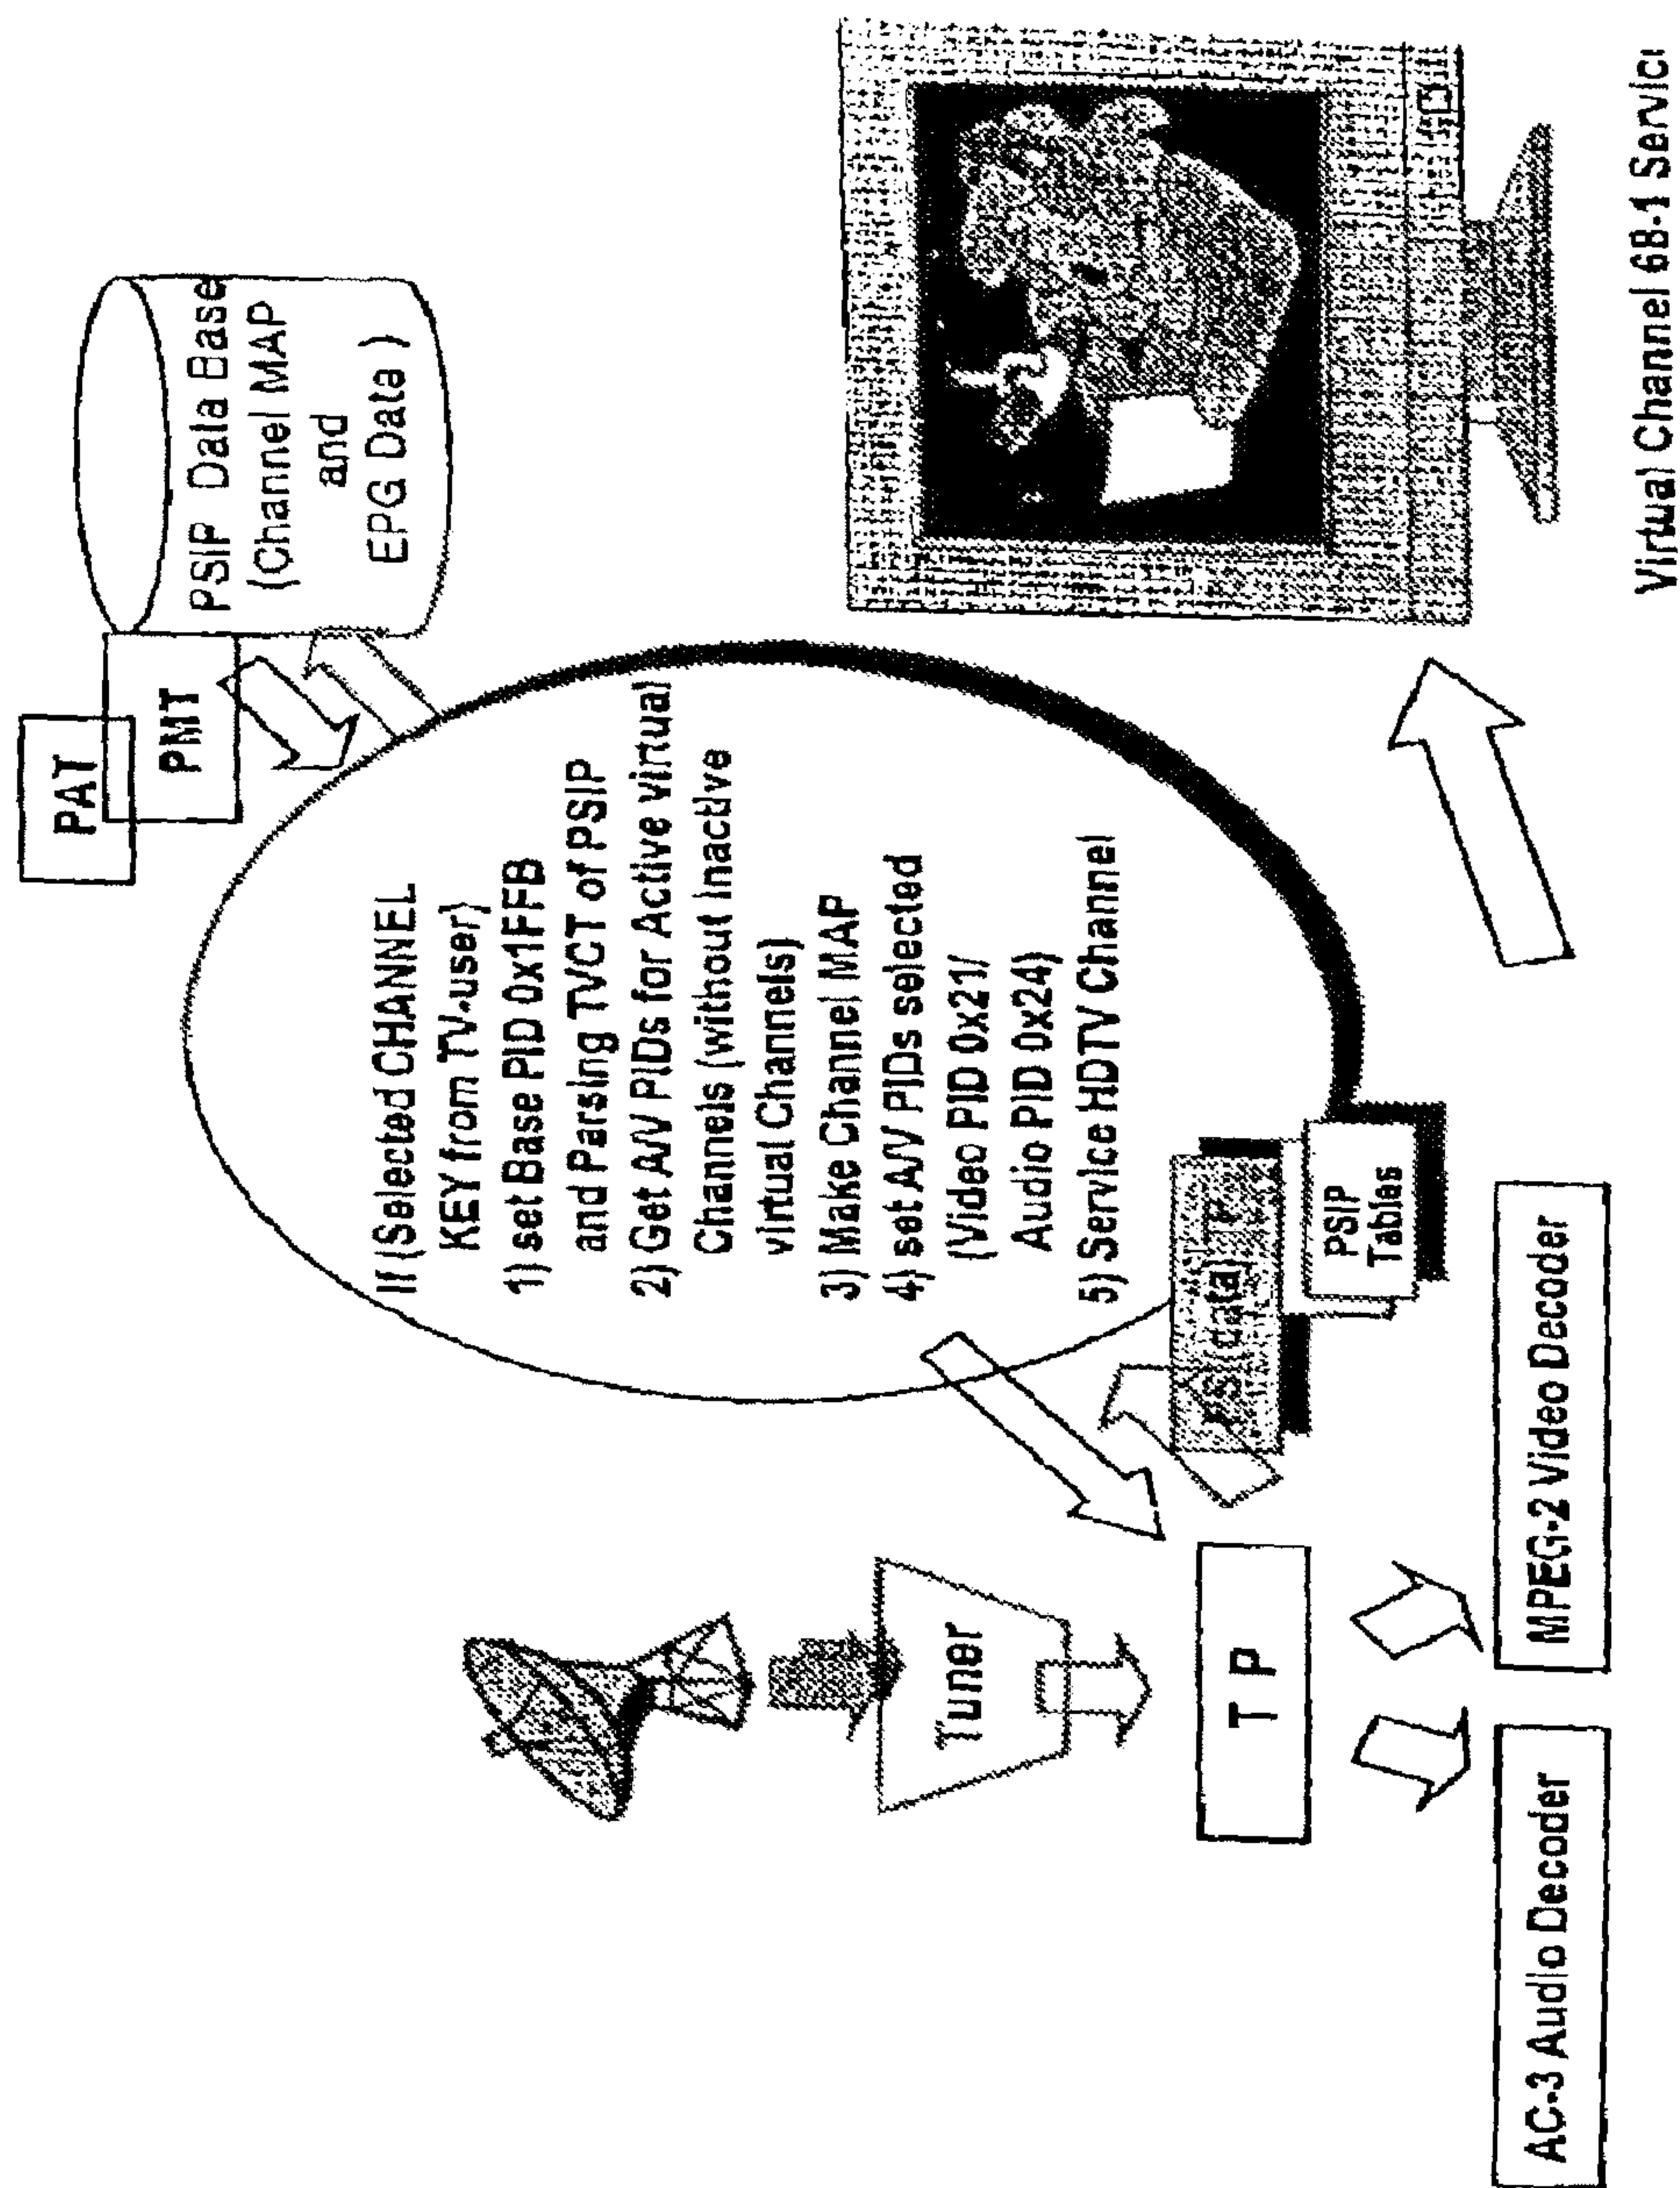 PAT
PMT
PSIP Data Base
(Channel MAP
and
EPG Data )
If (Selected CHANNEL
KEY from TV-user)
1) set Base PID 0x1FFB
and Parsing TVCT of PSIP
2) Get A/V PIDs for Active virtual
Channels (without Inactive
virtual Channels)
3) Make Channel MAP
4) set A/V PIDs selected
(Video PID 0x21/
Audio PID 0x24)
5) Service HDTV Channel
Tuner
T P
PSIP
Tables
AC-3 Audio Decoder
MPEG-2 Video Decoder
Virtual Channel 68-1